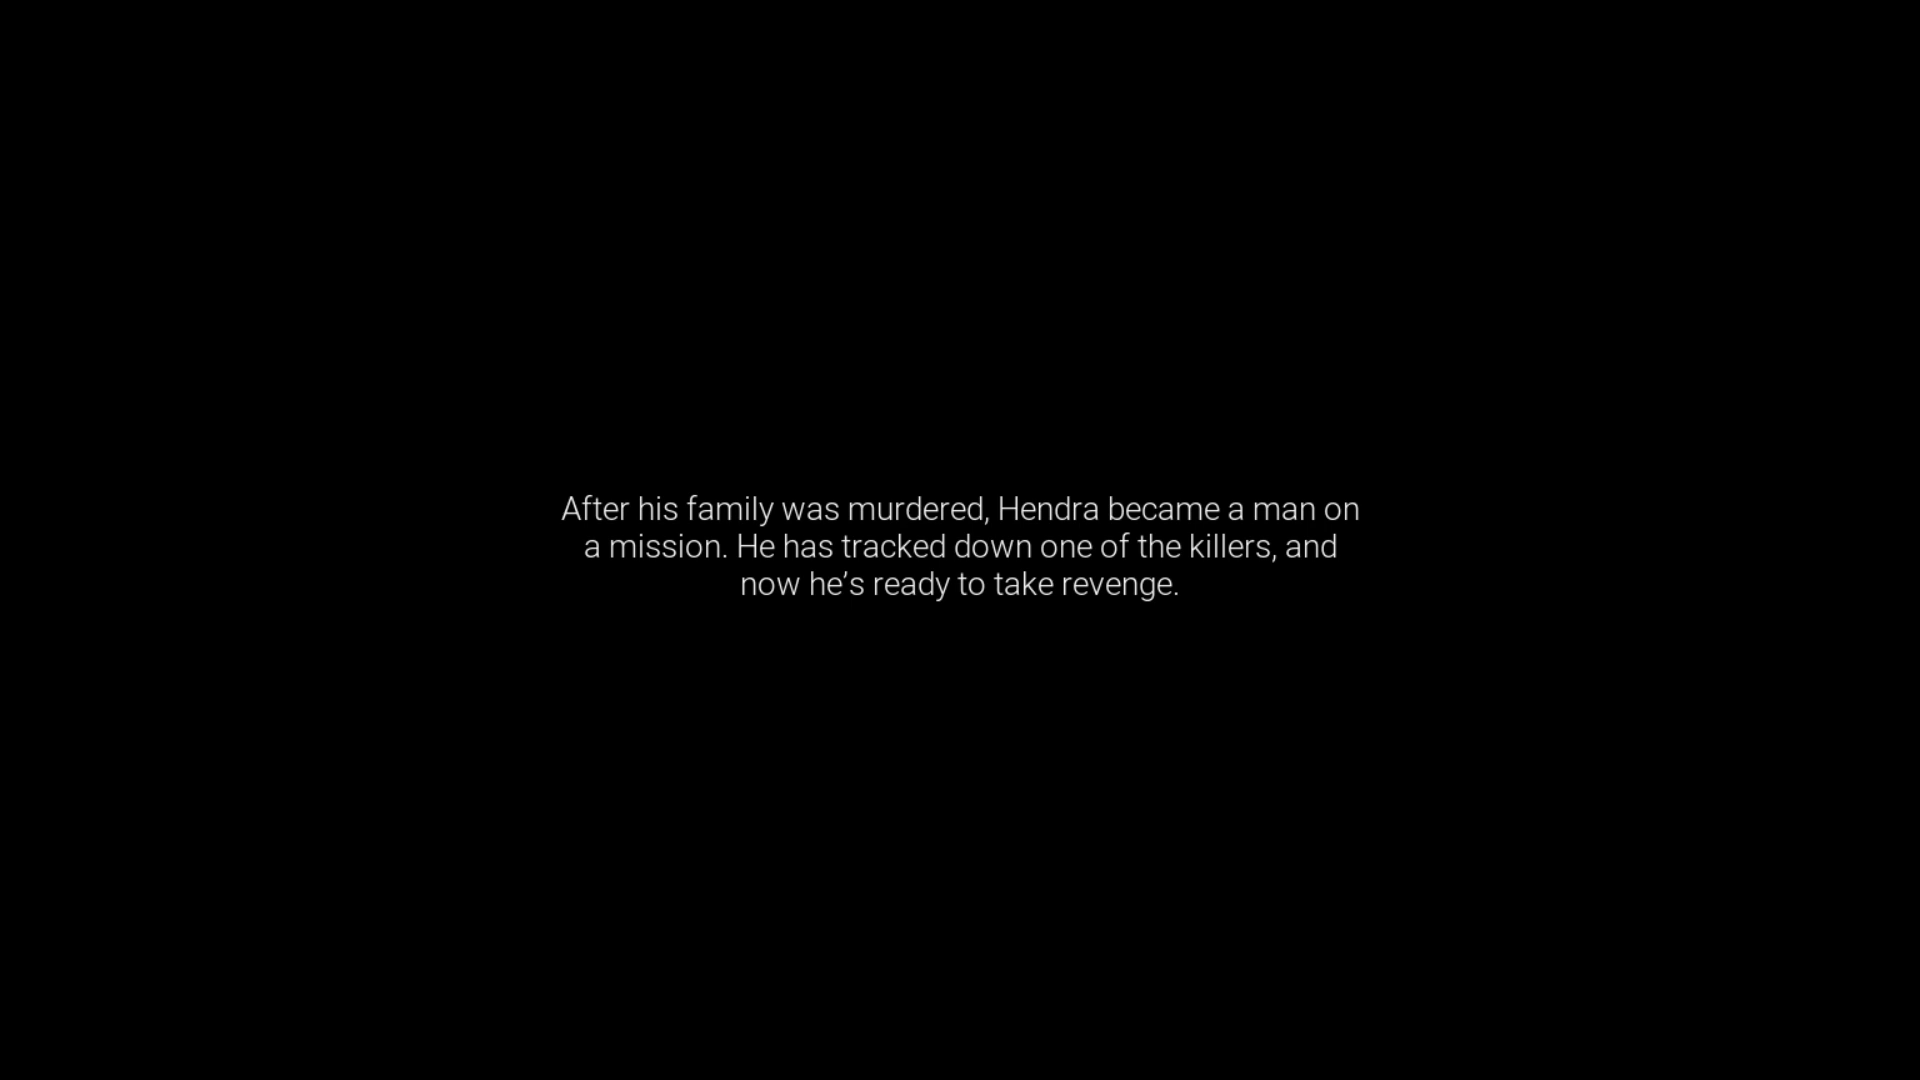 After his family was murdered, Hendra became a man on
a mission. He has tracked down one of the killers, and
now he’s ready to take revenge.